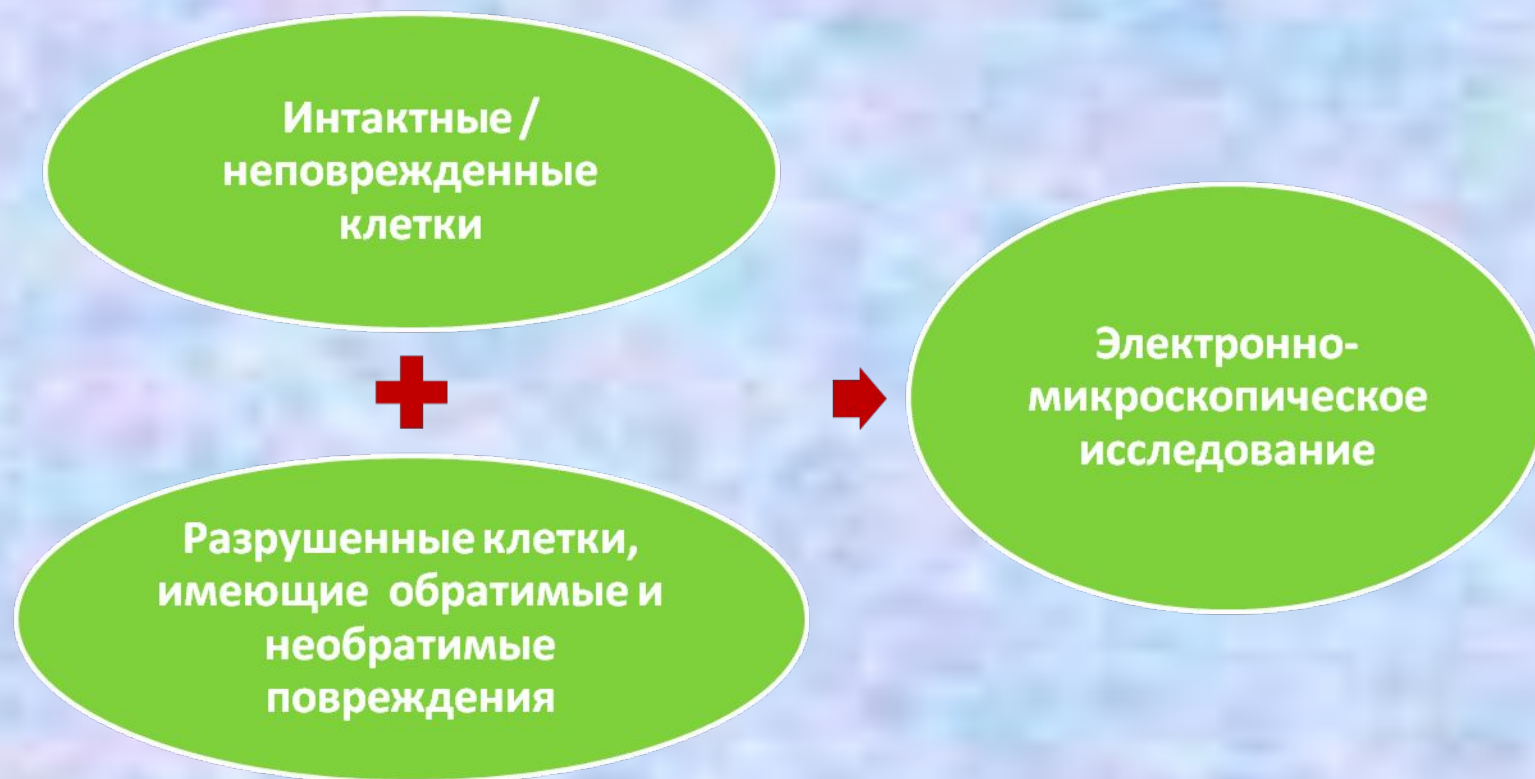 Интактные /
неповрежденные
клетки
Разрушенные клетки,
имеющие обратимые и
необратимые
повреждения
Электронно-
микроскопическое
исследование